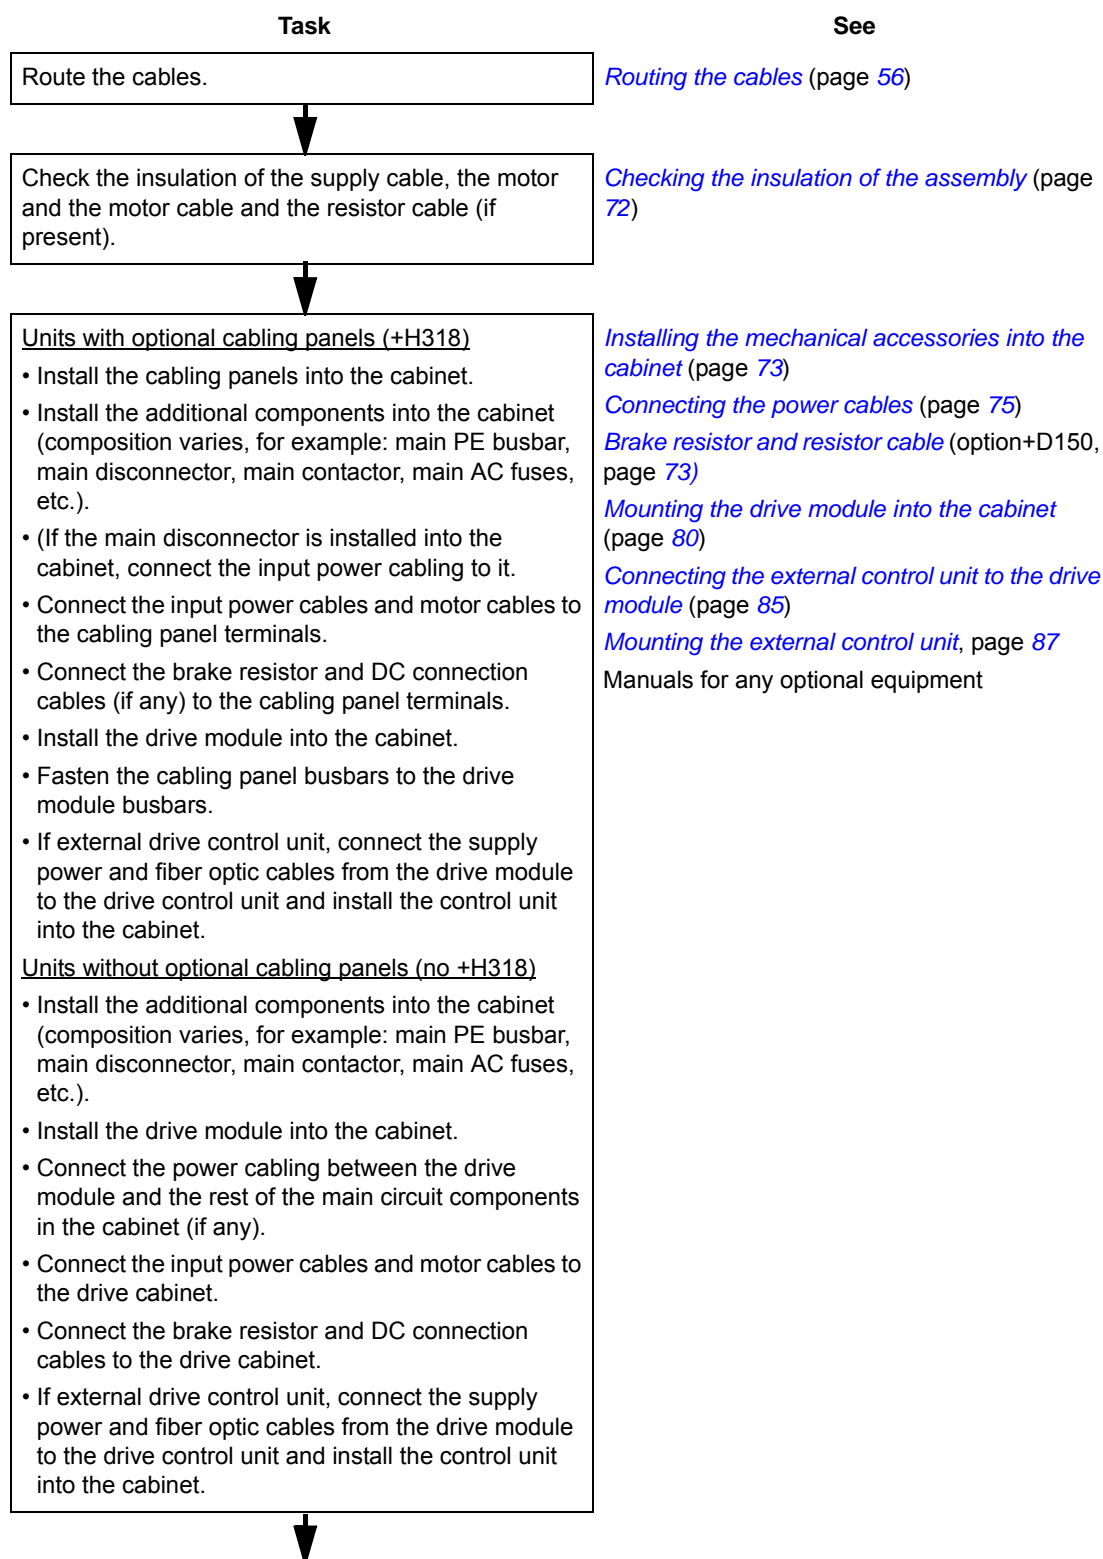 Task
See
Route the cables.
Routing the cables (page 56)
Check the insulation of the supply cable, the motor
and the motor cable and the resistor cable (if
present).
Checking the insulation of the assembly (page
72)
Units with optional cabling panels (+H318)
• Install the cabling panels into the cabinet.
• Install the additional components into the cabinet
(composition varies, for example: main PE busbar,
main disconnector, main contactor, main AC fuses,
etc.).
• (If the main disconnector is installed into the
cabinet, connect the input power cabling to it.
• Connect the input power cables and motor cables to
the cabling panel terminals.
• Connect the brake resistor and DC connection
cables (if any) to the cabling panel terminals.
• Install the drive module into the cabinet.
• Fasten the cabling panel busbars to the drive
module busbars.
• If external drive control unit, connect the supply
power and fiber optic cables from the drive module
to the drive control unit and install the control unit
into the cabinet.
Units without optional cabling panels (no +H318)
• Install the additional components into the cabinet
(composition varies, for example: main PE busbar,
main disconnector, main contactor, main AC fuses,
etc.).
• Install the drive module into the cabinet.
• Connect the power cabling between the drive
module and the rest of the main circuit components
in the cabinet (if any).
• Connect the input power cables and motor cables to
the drive cabinet.
• Connect the brake resistor and DC connection
cables to the drive cabinet.
• If external drive control unit, connect the supply
power and fiber optic cables from the drive module
to the drive control unit and install the control unit
into the cabinet.
Installing the mechanical accessories into the
cabinet (page 73)
Connecting the power cables (page 75)
Brake resistor and resistor cable (option+D150,
page 73)
Mounting the drive module into the cabinet
(page 80)
Connecting the external control unit to the drive
module (page 85)
Mounting the external control unit, page 87
Manuals for any optional equipment